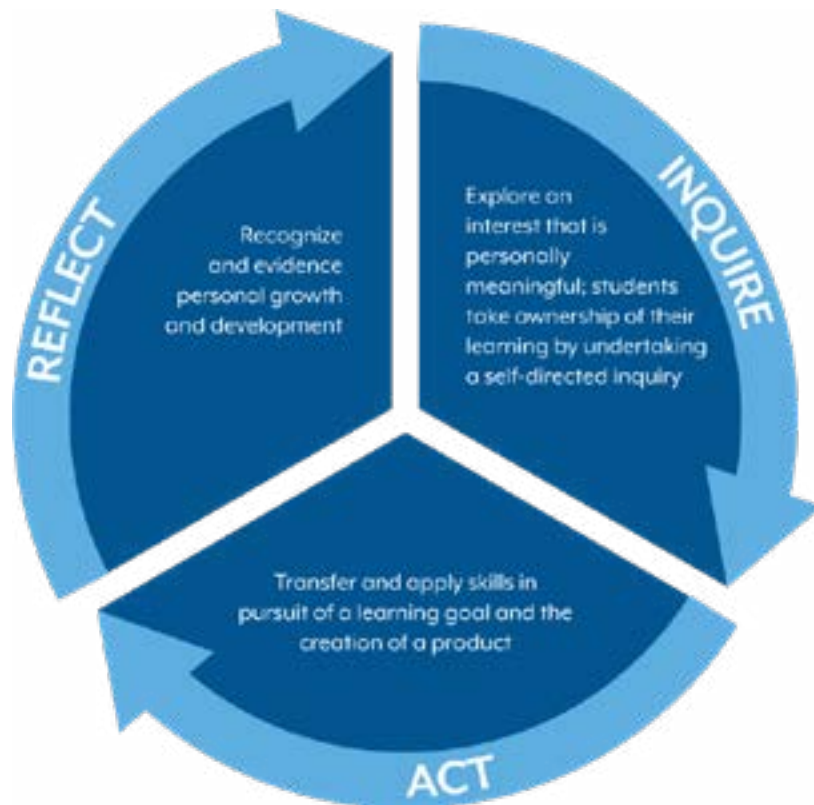 INQUIRE
Explore an
interest that is
personally
meaningful; students
take ownership of their
learning by undertaking
a self-directed inquiry
ACT
Transfer and apply skills in
pursuit of a learning goal and the
creation of a product
REFLECT
Recognize
and evidence
personal growth
and development